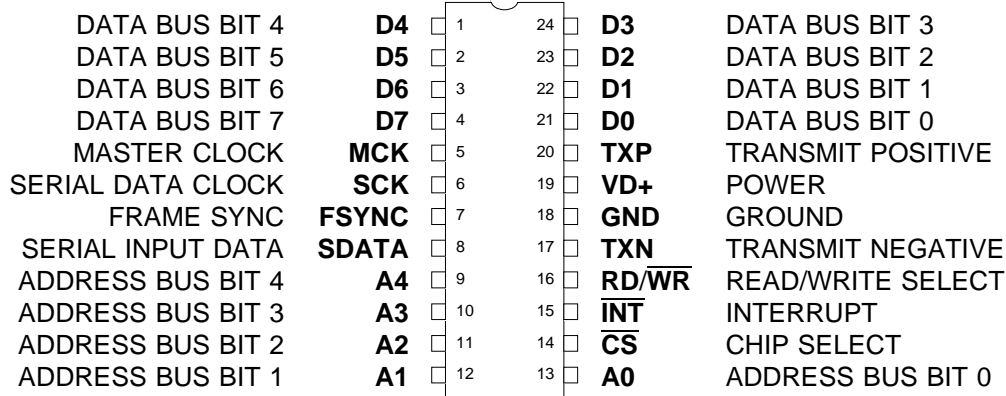 DATA BUS BIT 4 D4 1 24 D3 DATA BUS BIT 3
DATA BUS BIT 5 D5 2 23 D2 DATA BUS BIT 2
DATA BUS BIT 6 D6 3 22 D1 DATA BUS BIT 1
DATA BUS BIT 7 D7 4 21 D0 DATA BUS BIT 0
MASTER CLOCK MCK 5 20 TXP TRANSMIT POSITIVE
SERIAL DATA CLOCK SCK 6 19 VD+ POWER
FRAME SYNC FSYNC 7 18 GND GROUND
SERIAL INPUT DATA SDATA 8 17 TXN TRANSMIT NEGATIVE
ADDRESS BUS BIT 4 A4 9 16 RD/W̅R̅ READ/WRITE SELECT
ADDRESS BUS BIT 3 A3 10 15 I̅N̅T̅ INTERRUPT
ADDRESS BUS BIT 2 A2 11 14 C̅S̅ CHIP SELECT
ADDRESS BUS BIT 1 A1 12 13 A0 ADDRESS BUS BIT 0